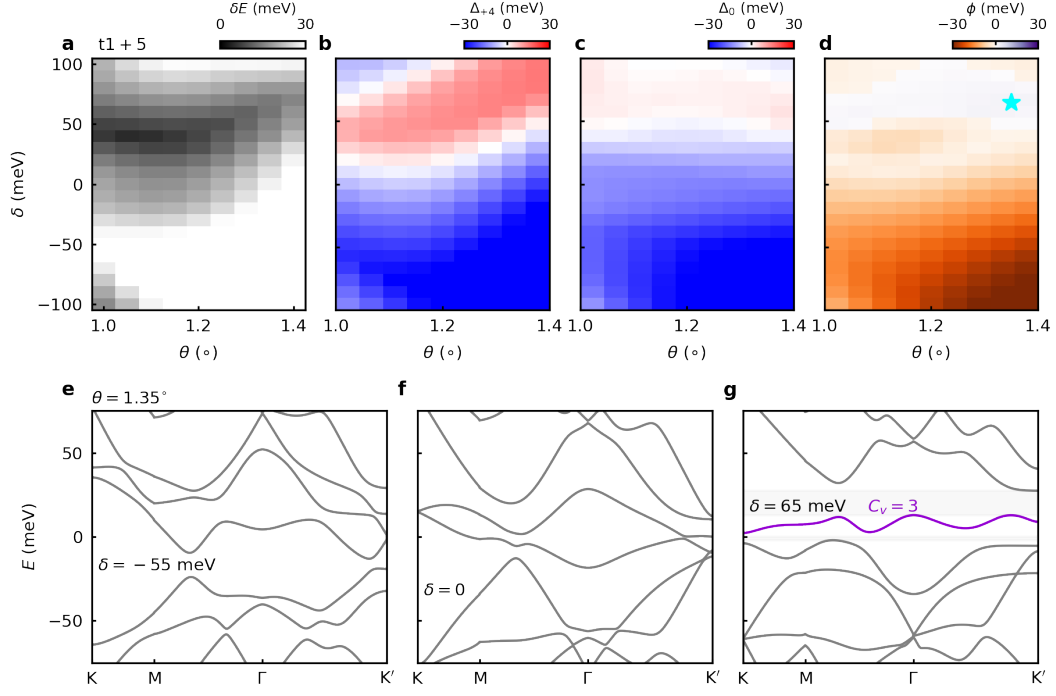 δE (meV)
0 30
a t1 + 5
100
50
0
−50
−100
δ (meV)
1.0 1.2 1.4
θ (∘)
Δ+4 (meV)
−30 0 30
b
1.0 1.2 1.4
θ (∘)
Δ0 (meV)
−30 0 30
c
1.0 1.2 1.4
θ (∘)
ϕ (meV)
−30 0 30
d
1.0 1.2 1.4
θ (∘)
e
θ = 1.35°
50
0
−50
E (meV)
δ = − 55 meV
K M Γ K′
f
δ = 0
K M Γ K′
g
δ = 65 meV Cv = 3
K M Γ K′